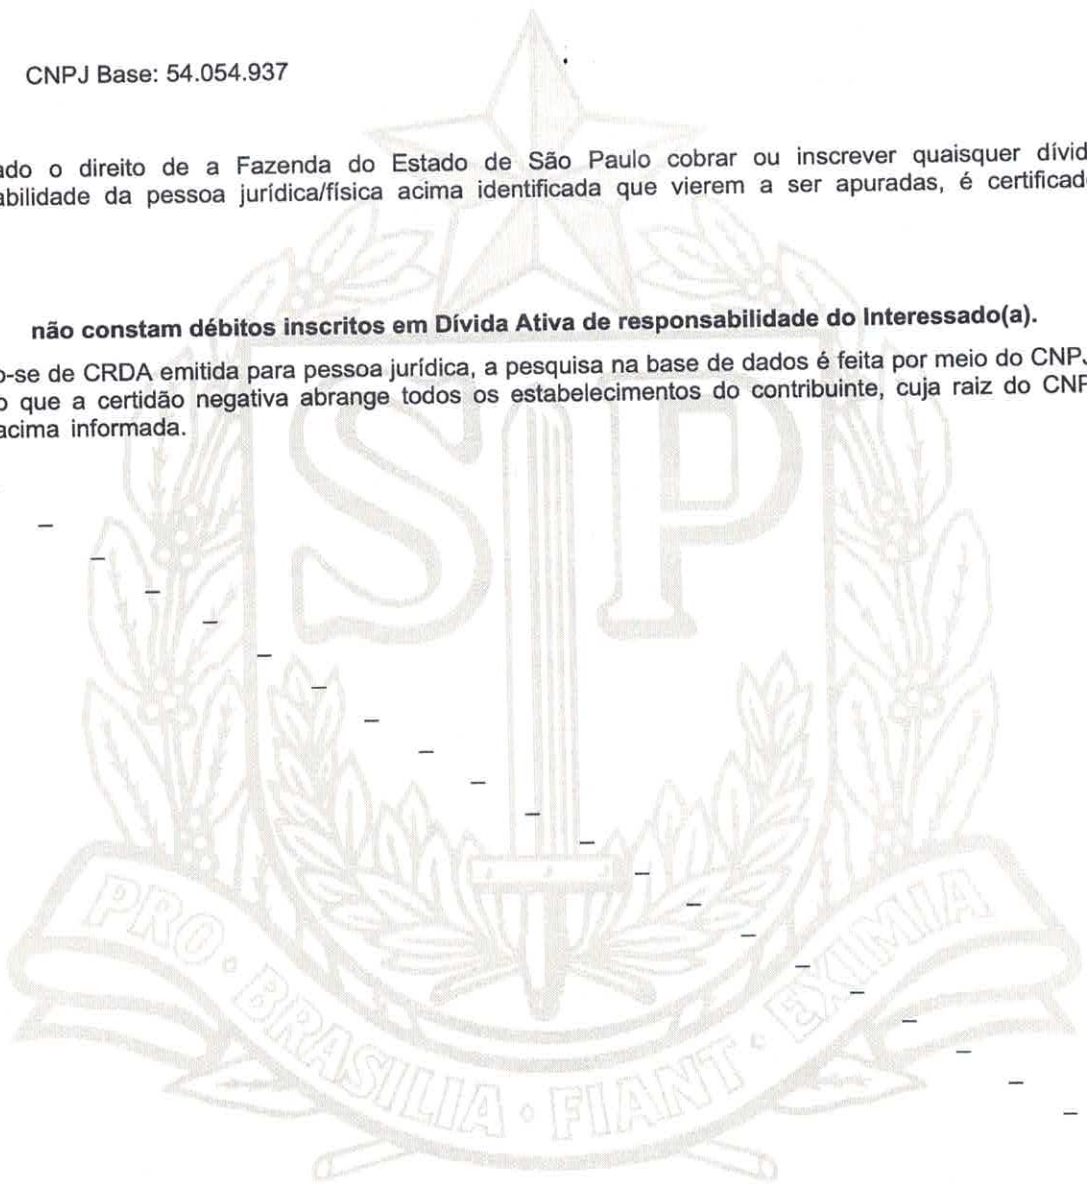 CNPJ Base: 54.054.937
ado o direito de a Fazenda do Estado de São Paulo cobrar ou inscrever quaisquer dívid
abilidade da pessoa jurídica/física acima identificada que vierem a ser apuradas, é certificad
não constam débitos inscritos em Dívida Ativa de responsabilidade do Interessado(a).
o-se de CRDA emitida para pessoa jurídica, a pesquisa na base de dados é feita por meio do CNPJ
o que a certidão negativa abrange todos os estabelecimentos do contribuinte, cuja raiz do CNP
acima informada.
SP
PRO · BRASILIA · FIANT · EXIMIA